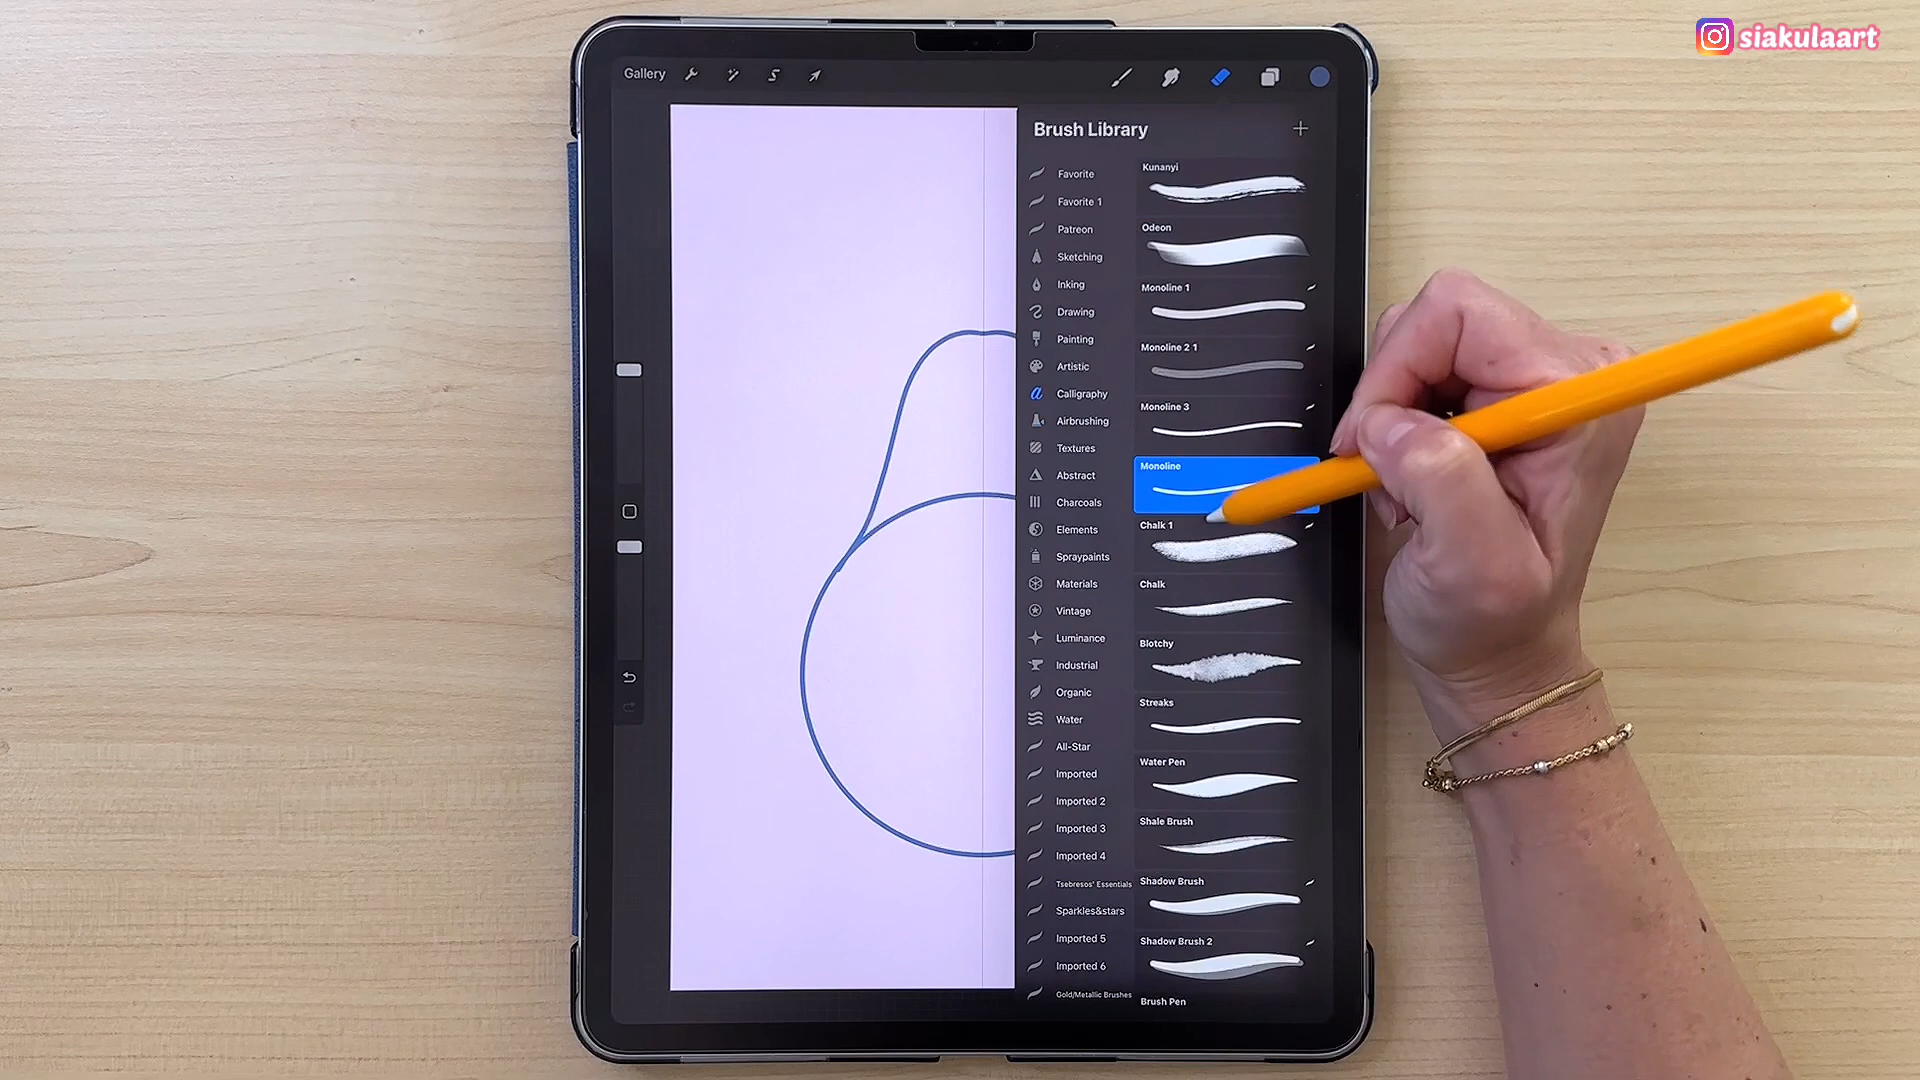 siakulaart
Gallery
Brush Library
Favorite
Favorite 1
Patreon
Sketching
Inking
Drawing
Painting
Artistic
Calligraphy
Airbrushing
Textures
Abstract
Charcoals
Elements
Spraypaints
Materials
Vintage
Luminance
Industrial
Organic
Water
All-Star
Imported
Imported 2
Imported 3
Imported 4
Tsebresos' Essentials
Sparkles&stars
Imported 5
Imported 6
Gold/Metallic Brushes
Kunanyi
Odeon
Monoline 1
Monoline 2 1
Monoline 3
Monoline
Chalk 1
Chalk
Blotchy
Streaks
Water Pen
Shale Brush
Shadow Brush
Shadow Brush 2
Brush Pen